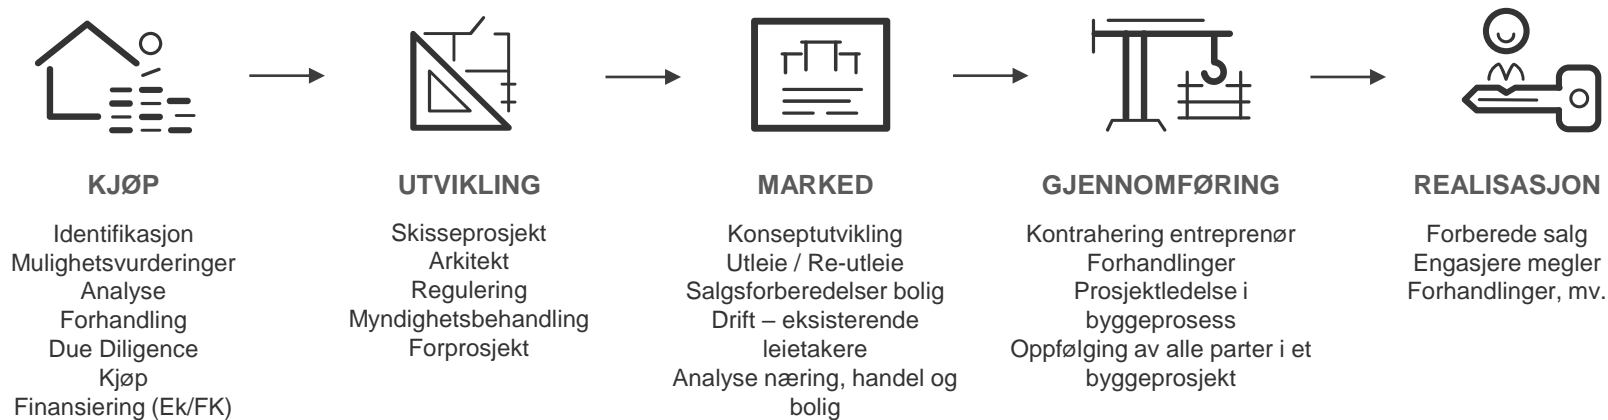 KJØP
Identifikasjon
Mulighetsvurderinger
Analyse
Forhandling
Due Diligence
Kjøp
Finansiering (Ek/FK)
UTVIKLING
Skisseprosjekt
Arkitekt
Regulering
Myndighetsbehandling
Forprosjekt
MARKED
Konseptutvikling
Utleie / Re-utleie
Salgsforberedelser bolig
Drift – eksisterende
leietakere
Analyse næring, handel og
bolig
GJENNOMFØRING
Kontrahering entreprenør
Forhandlinger
Prosjektledelse i
byggeprosess
Oppfølging av alle parter i et
byggeprosjekt
REALISASJON
Forberede salg
Engasjere megler
Forhandlinger, mv.